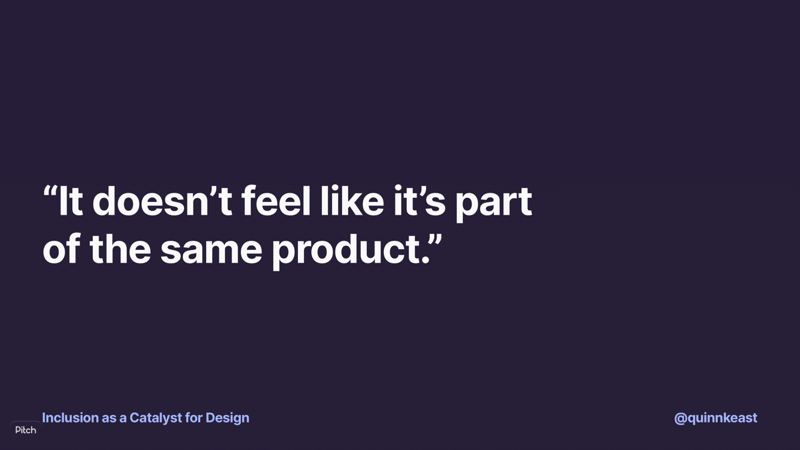 “It doesn’t feel like it’s part
of the same product.”
Inclusion as a Catalyst for Design
@quinnkeast
Pitch